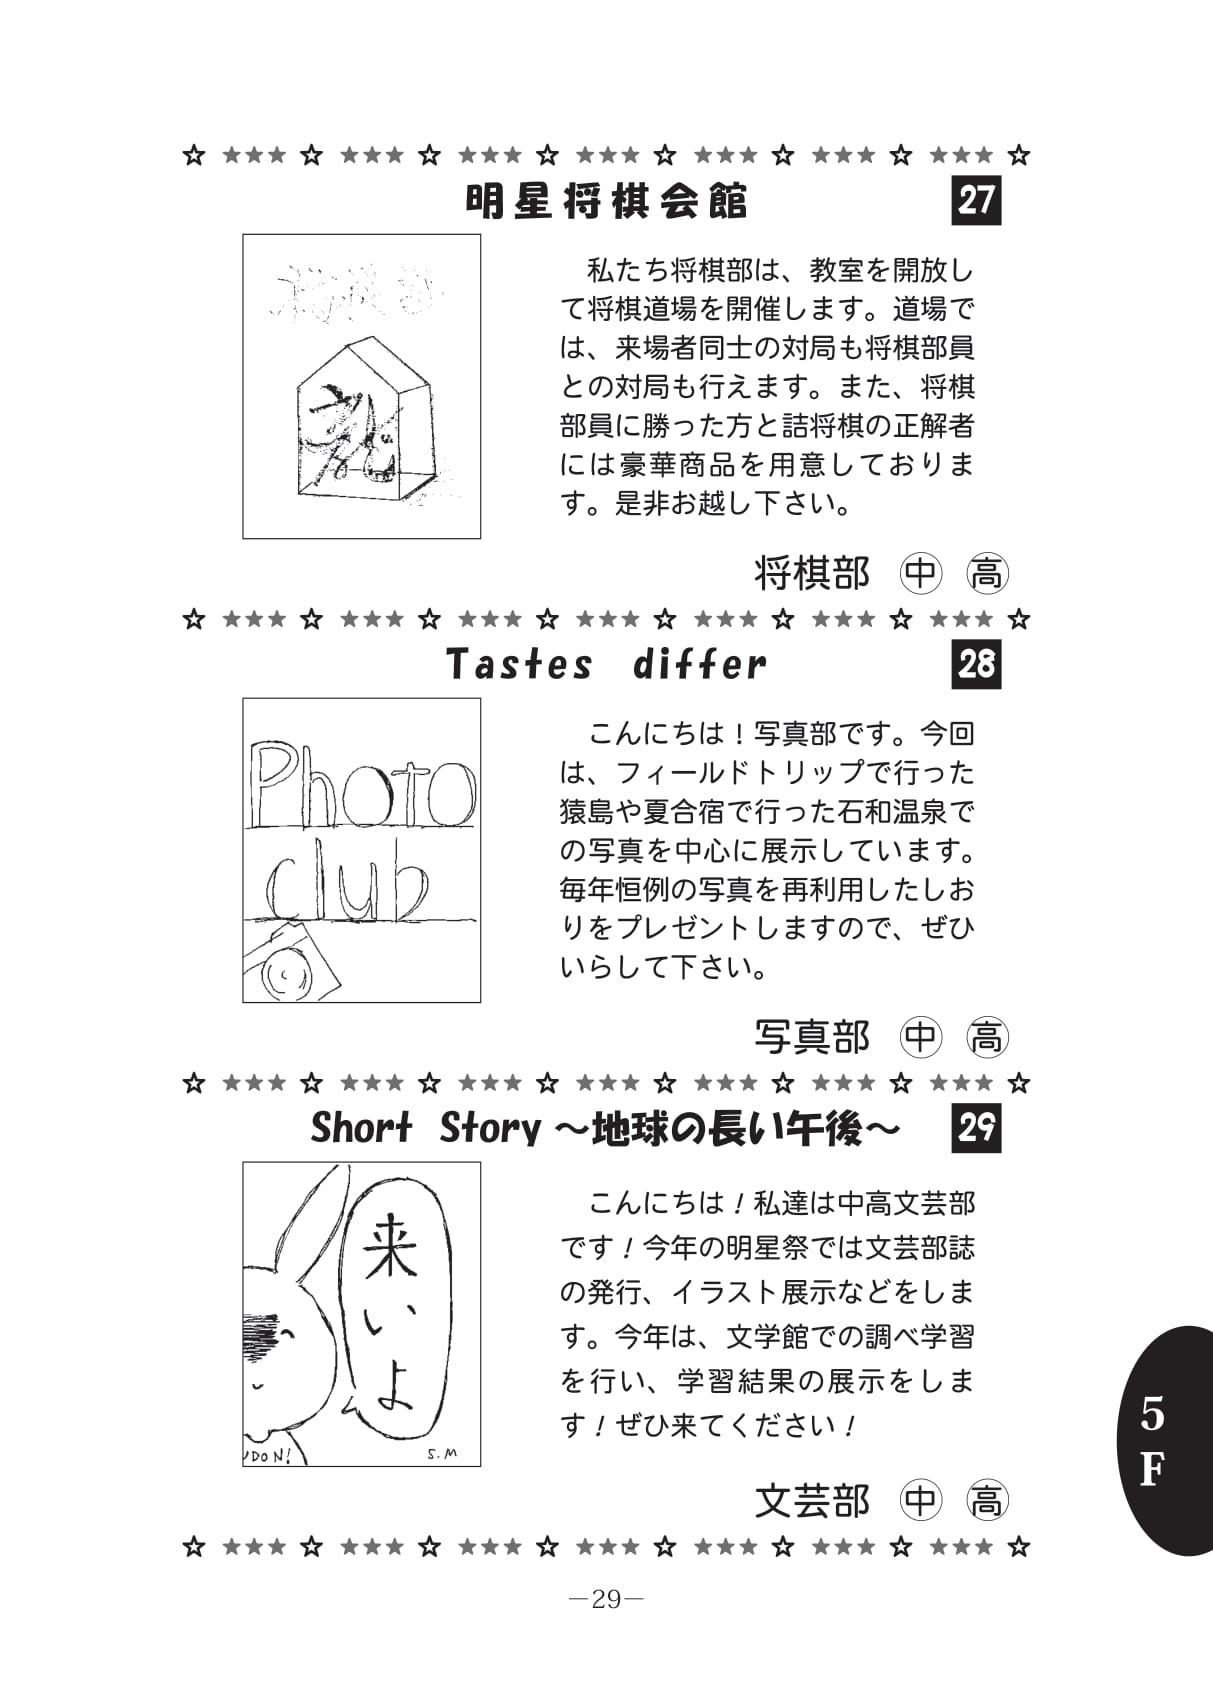 明星将棋会館
27
将棋部
龍
私たち将棋部は、教室を開放し
て将棋道場を開催します。道場で
は、来場者同士の対局も将棋部員
との対局も行えます。また、将棋
部員に勝った方と詰将棋の正解者
には豪華商品を用意しておりま
す。是非お越し下さい。
将棋部 ㊥ 高
Tastes differ
28
Photo
club
こんにちは！写真部です。今回
は、フィールドトリップで行った
猿島や夏合宿で行った石和温泉で
の写真を中心に展示しています。
毎年恒例の写真を再利用したしお
りをプレゼントしますので、ぜひ
いらして下さい。
写真部 ㊥ 高
Short Story～地球の長い午後～
29
来いよ
UDON!
S.M
こんにちは！私達は中高文芸部
です！今年の明星祭では文芸部誌
の発行、イラスト展示などをしま
す。今年は、文学館での調べ学習
を行い、学習結果の展示をしま
す！ぜひ来てください！
文芸部 ㊥ 高
5F
―29―